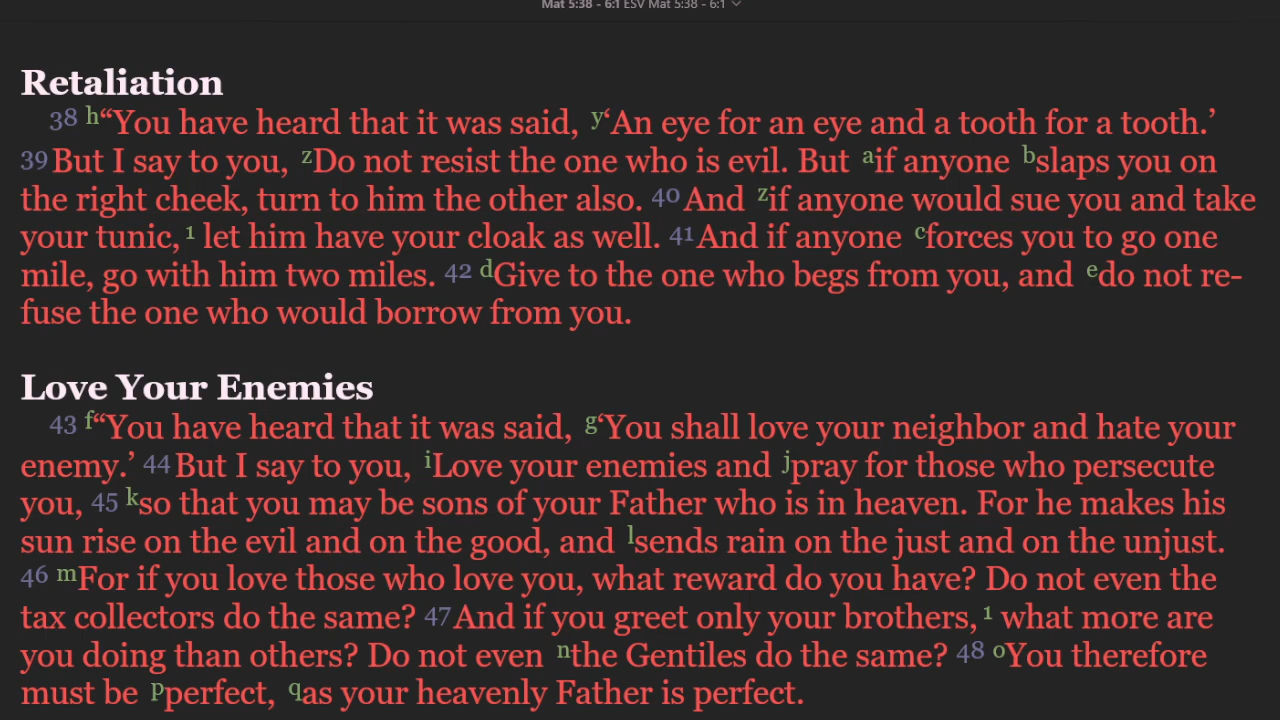 Mat 5:38 - 6:1 ESV Mat 5:38 - 6:1
Retaliation
38 h“You have heard that it was said, y‘An eye for an eye and a tooth for a tooth.’
39 But I say to you, zDo not resist the one who is evil. But aif anyone bslaps you on
the right cheek, turn to him the other also. 40 And zif anyone would sue you and take
your tunic,1 let him have your cloak as well. 41 And if anyone cforces you to go one
mile, go with him two miles. 42 dGive to the one who begs from you, and edo not re-
fuse the one who would borrow from you.
Love Your Enemies
43 f“You have heard that it was said, g‘You shall love your neighbor and hate your
enemy.’ 44 But I say to you, iLove your enemies and jpray for those who persecute
you, 45 kso that you may be sons of your Father who is in heaven. For he makes his
sun rise on the evil and on the good, and lsends rain on the just and on the unjust.
46 mFor if you love those who love you, what reward do you have? Do not even the
tax collectors do the same? 47 And if you greet only your brothers,1 what more are
you doing than others? Do not even nthe Gentiles do the same? 48 oYou therefore
must be pperfect, qas your heavenly Father is perfect.